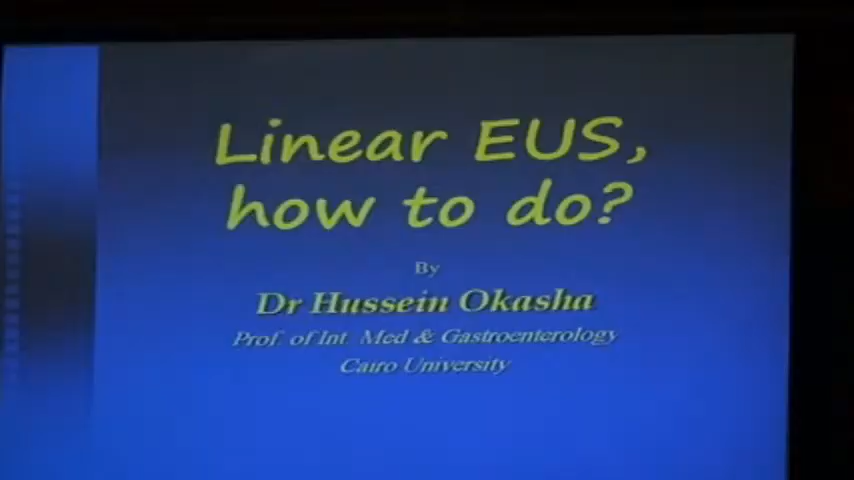 Linear EUS,
how to do?
By
Dr Hussein Okasha
Prof. of Int. Med & Gastroenterology
Cairo University